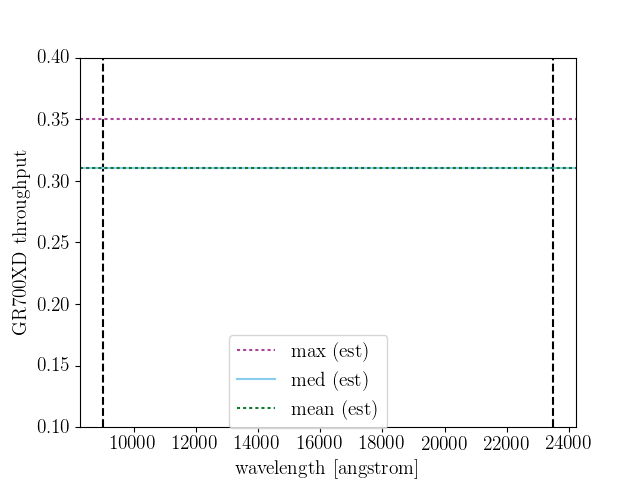 0.40
0.35
0.30
0.25
0.20
0.15
0.10
GR700XD throughput
max (est)
med (est)
mean (est)
10000 12000 14000 16000 18000 20000 22000 24000
wavelength [angstrom]